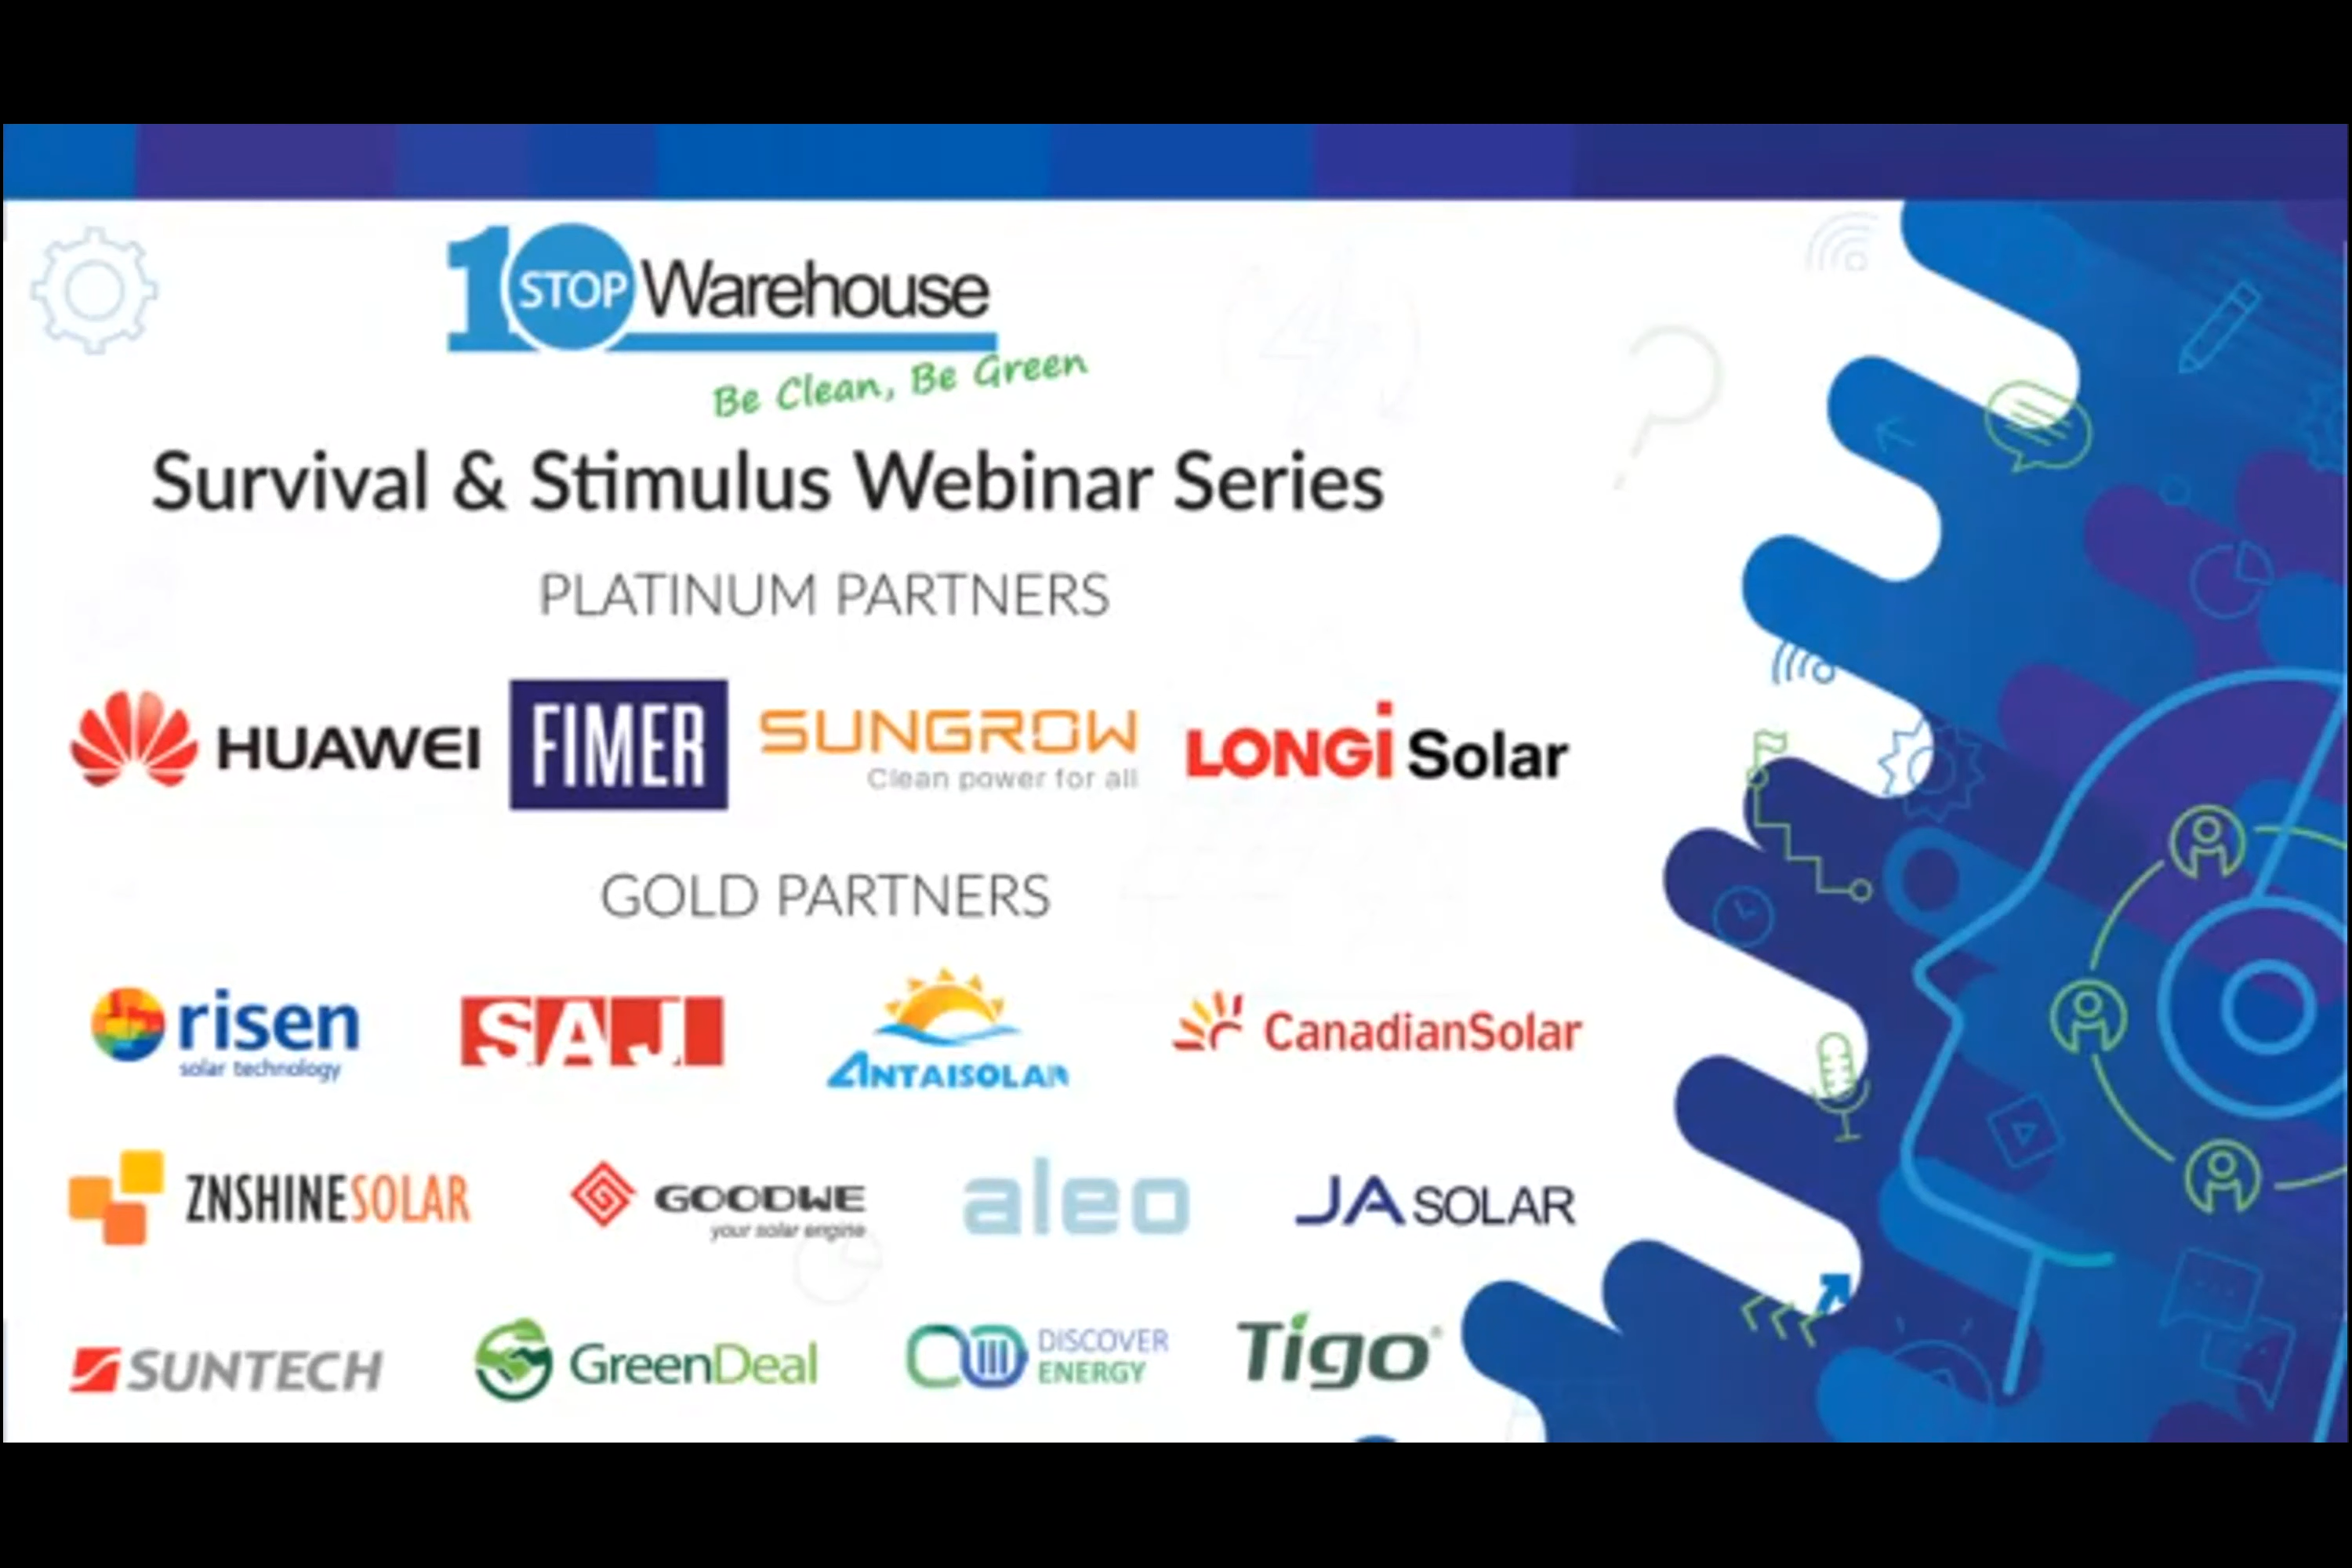 1 STOP Warehouse
Be Clean, Be Green
Survival & Stimulus Webinar Series
PLATINUM PARTNERS
HUAWEI FIMER SUNGROW LONGi Solar
Clean power for all
GOLD PARTNERS
risen SAJ ANTAISOLAR CanadianSolar
solar technology
ZNSHINESOLAR GOODWE aleo JA SOLAR
your solar engine
SUNTECH GreenDeal DISCOVER ENERGY Tigo®